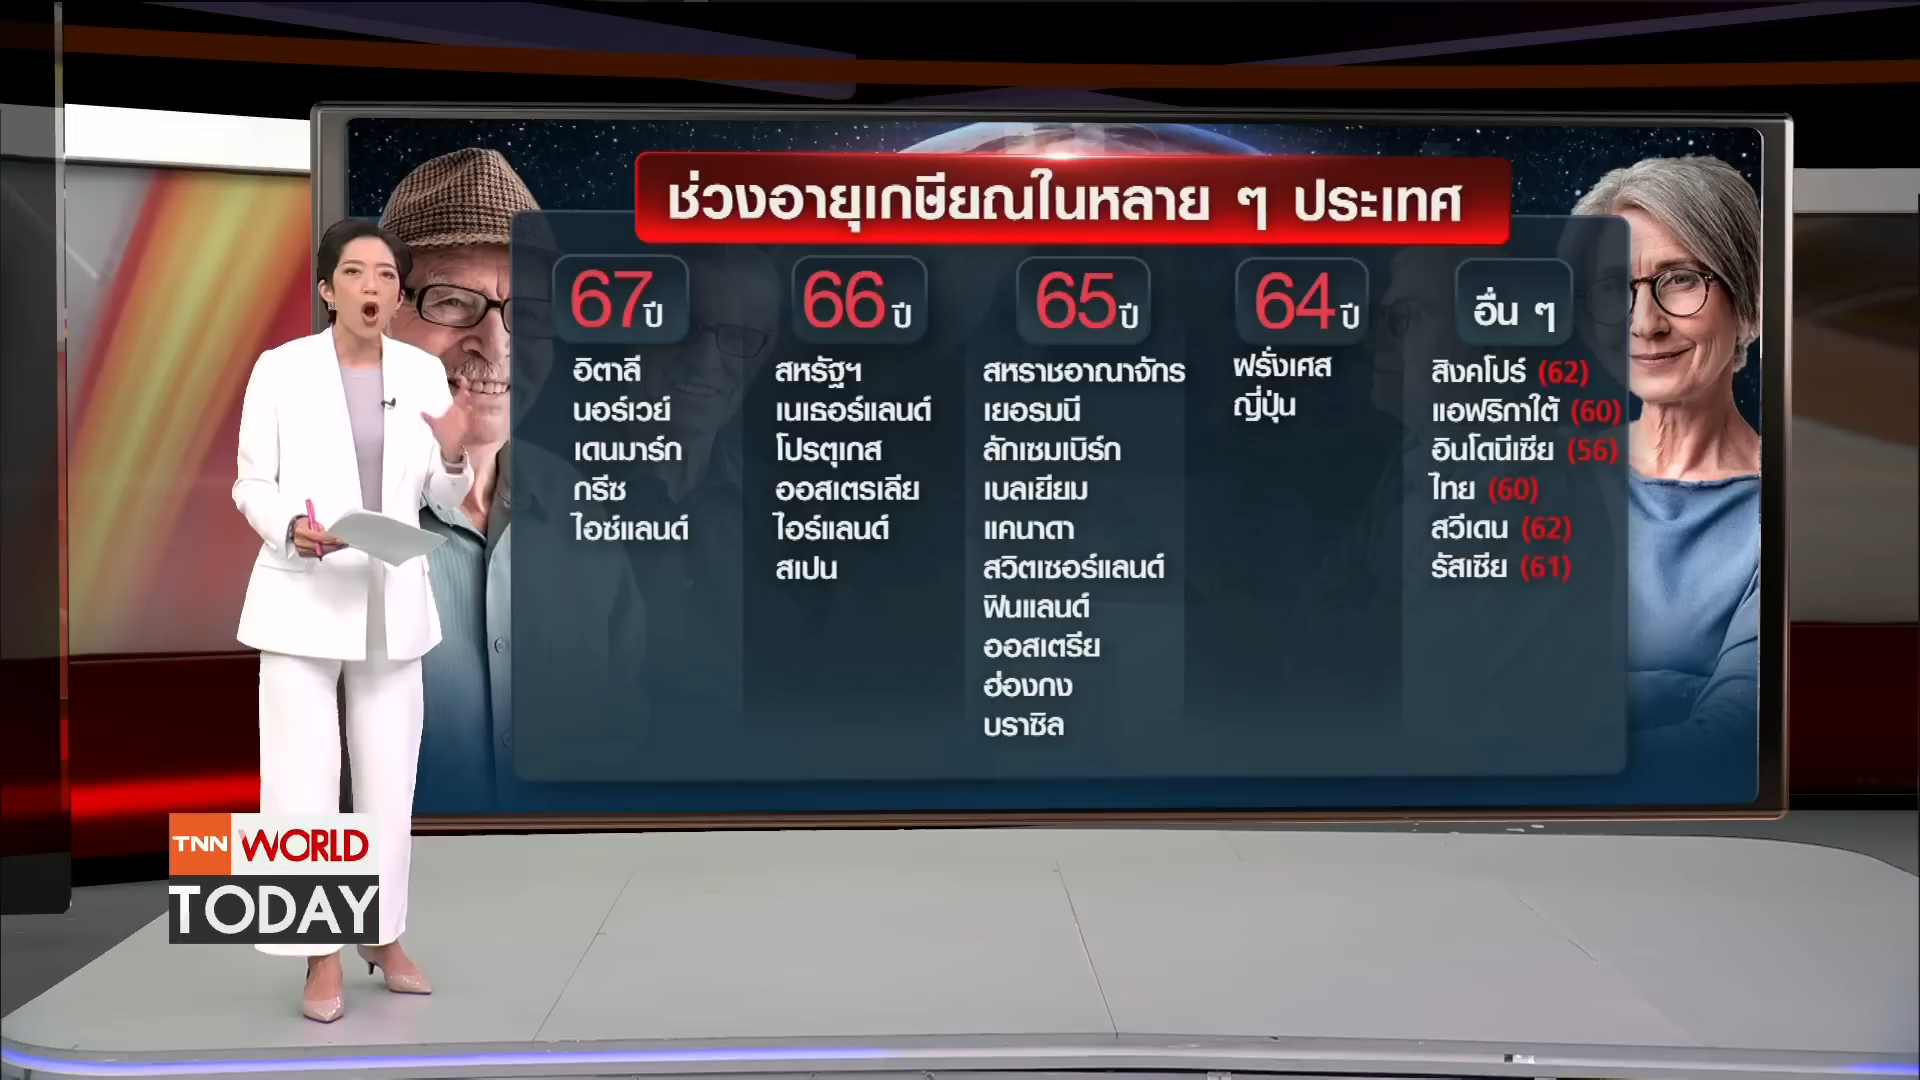 ช่วงอายุเกษียณในหลาย ๆ ประเทศ
67 ปี
อิตาลี
นอร์เวย์
เดนมาร์ก
กรีซ
ไอซ์แลนด์
66 ปี
สหรัฐฯ
เนเธอร์แลนด์
โปรตุเกส
ออสเตรเลีย
ไอร์แลนด์
สเปน
65 ปี
สหราชอาณาจักร
เยอรมนี
ลักเซมเบิร์ก
เบลเยียม
แคนาดา
สวิตเซอร์แลนด์
ฟินแลนด์
ออสเตรีย
ฮ่องกง
บราซิล
64 ปี
ฝรั่งเศส
ญี่ปุ่น
อื่น ๆ
สิงคโปร์ (62)
แอฟริกาใต้ (60)
อินโดนีเซีย (56)
ไทย (60)
สวีเดน (62)
รัสเซีย (61)
TNN WORLD
TODAY